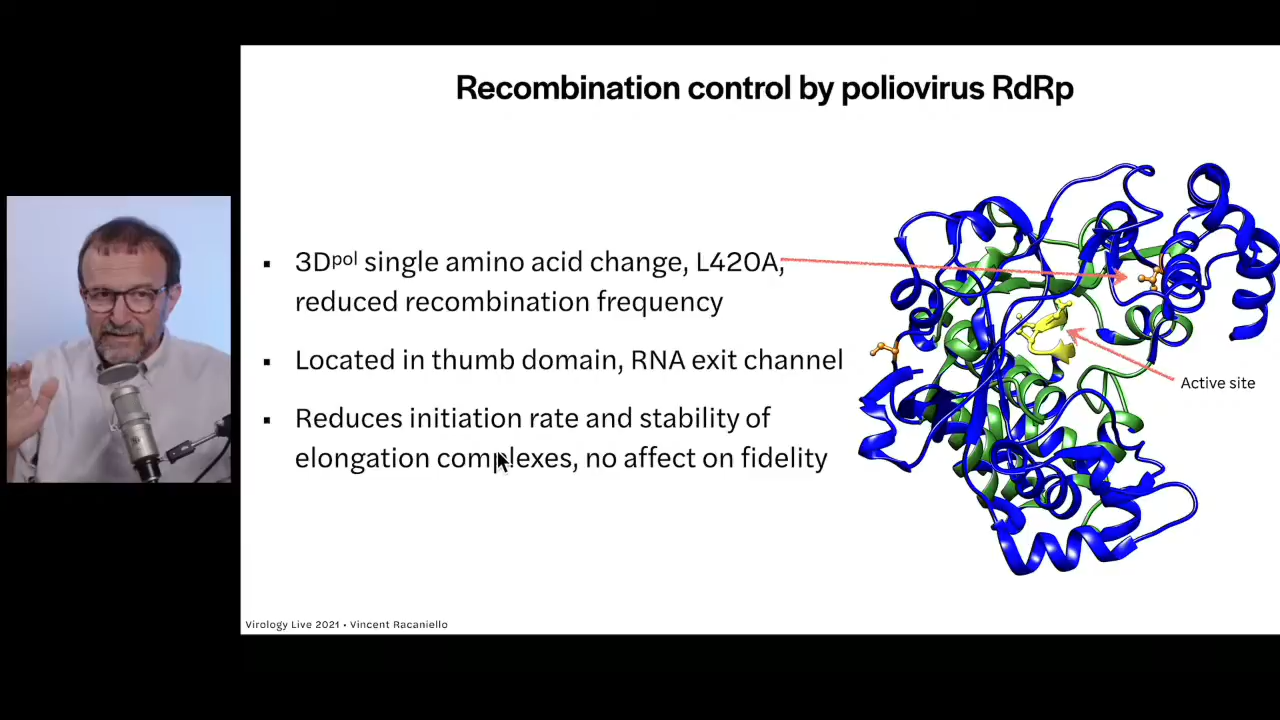 Recombination control by poliovirus RdRp
▪ 3Dpol single amino acid change, L420A,
reduced recombination frequency
▪ Located in thumb domain, RNA exit channel
▪ Reduces initiation rate and stability of
elongation complexes, no affect on fidelity
Active site
Virology Live 2021 • Vincent Racaniello